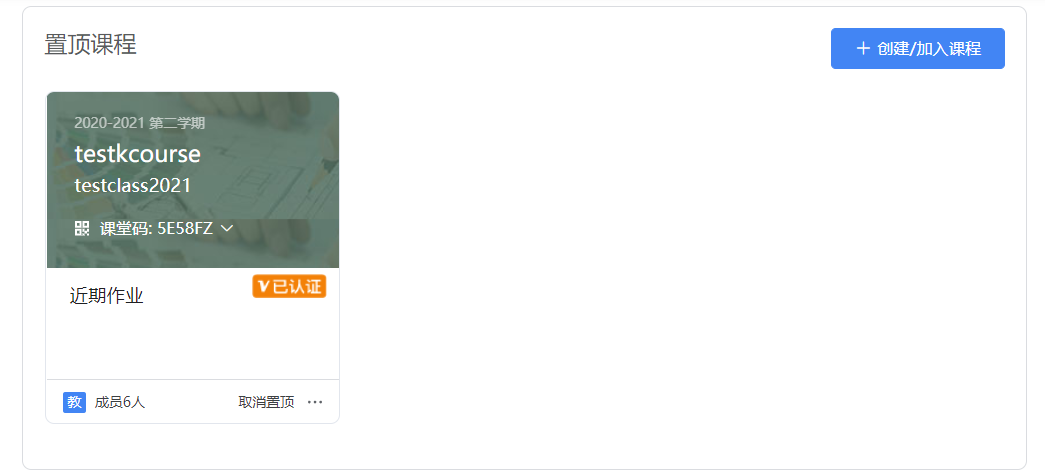 置顶课程
创建/加入课程
2020-2021 第二学期
testkcourse
testclass2021
课堂码: 5E58FZ
V已认证
近期作业
教 成员6人 取消置顶 ···